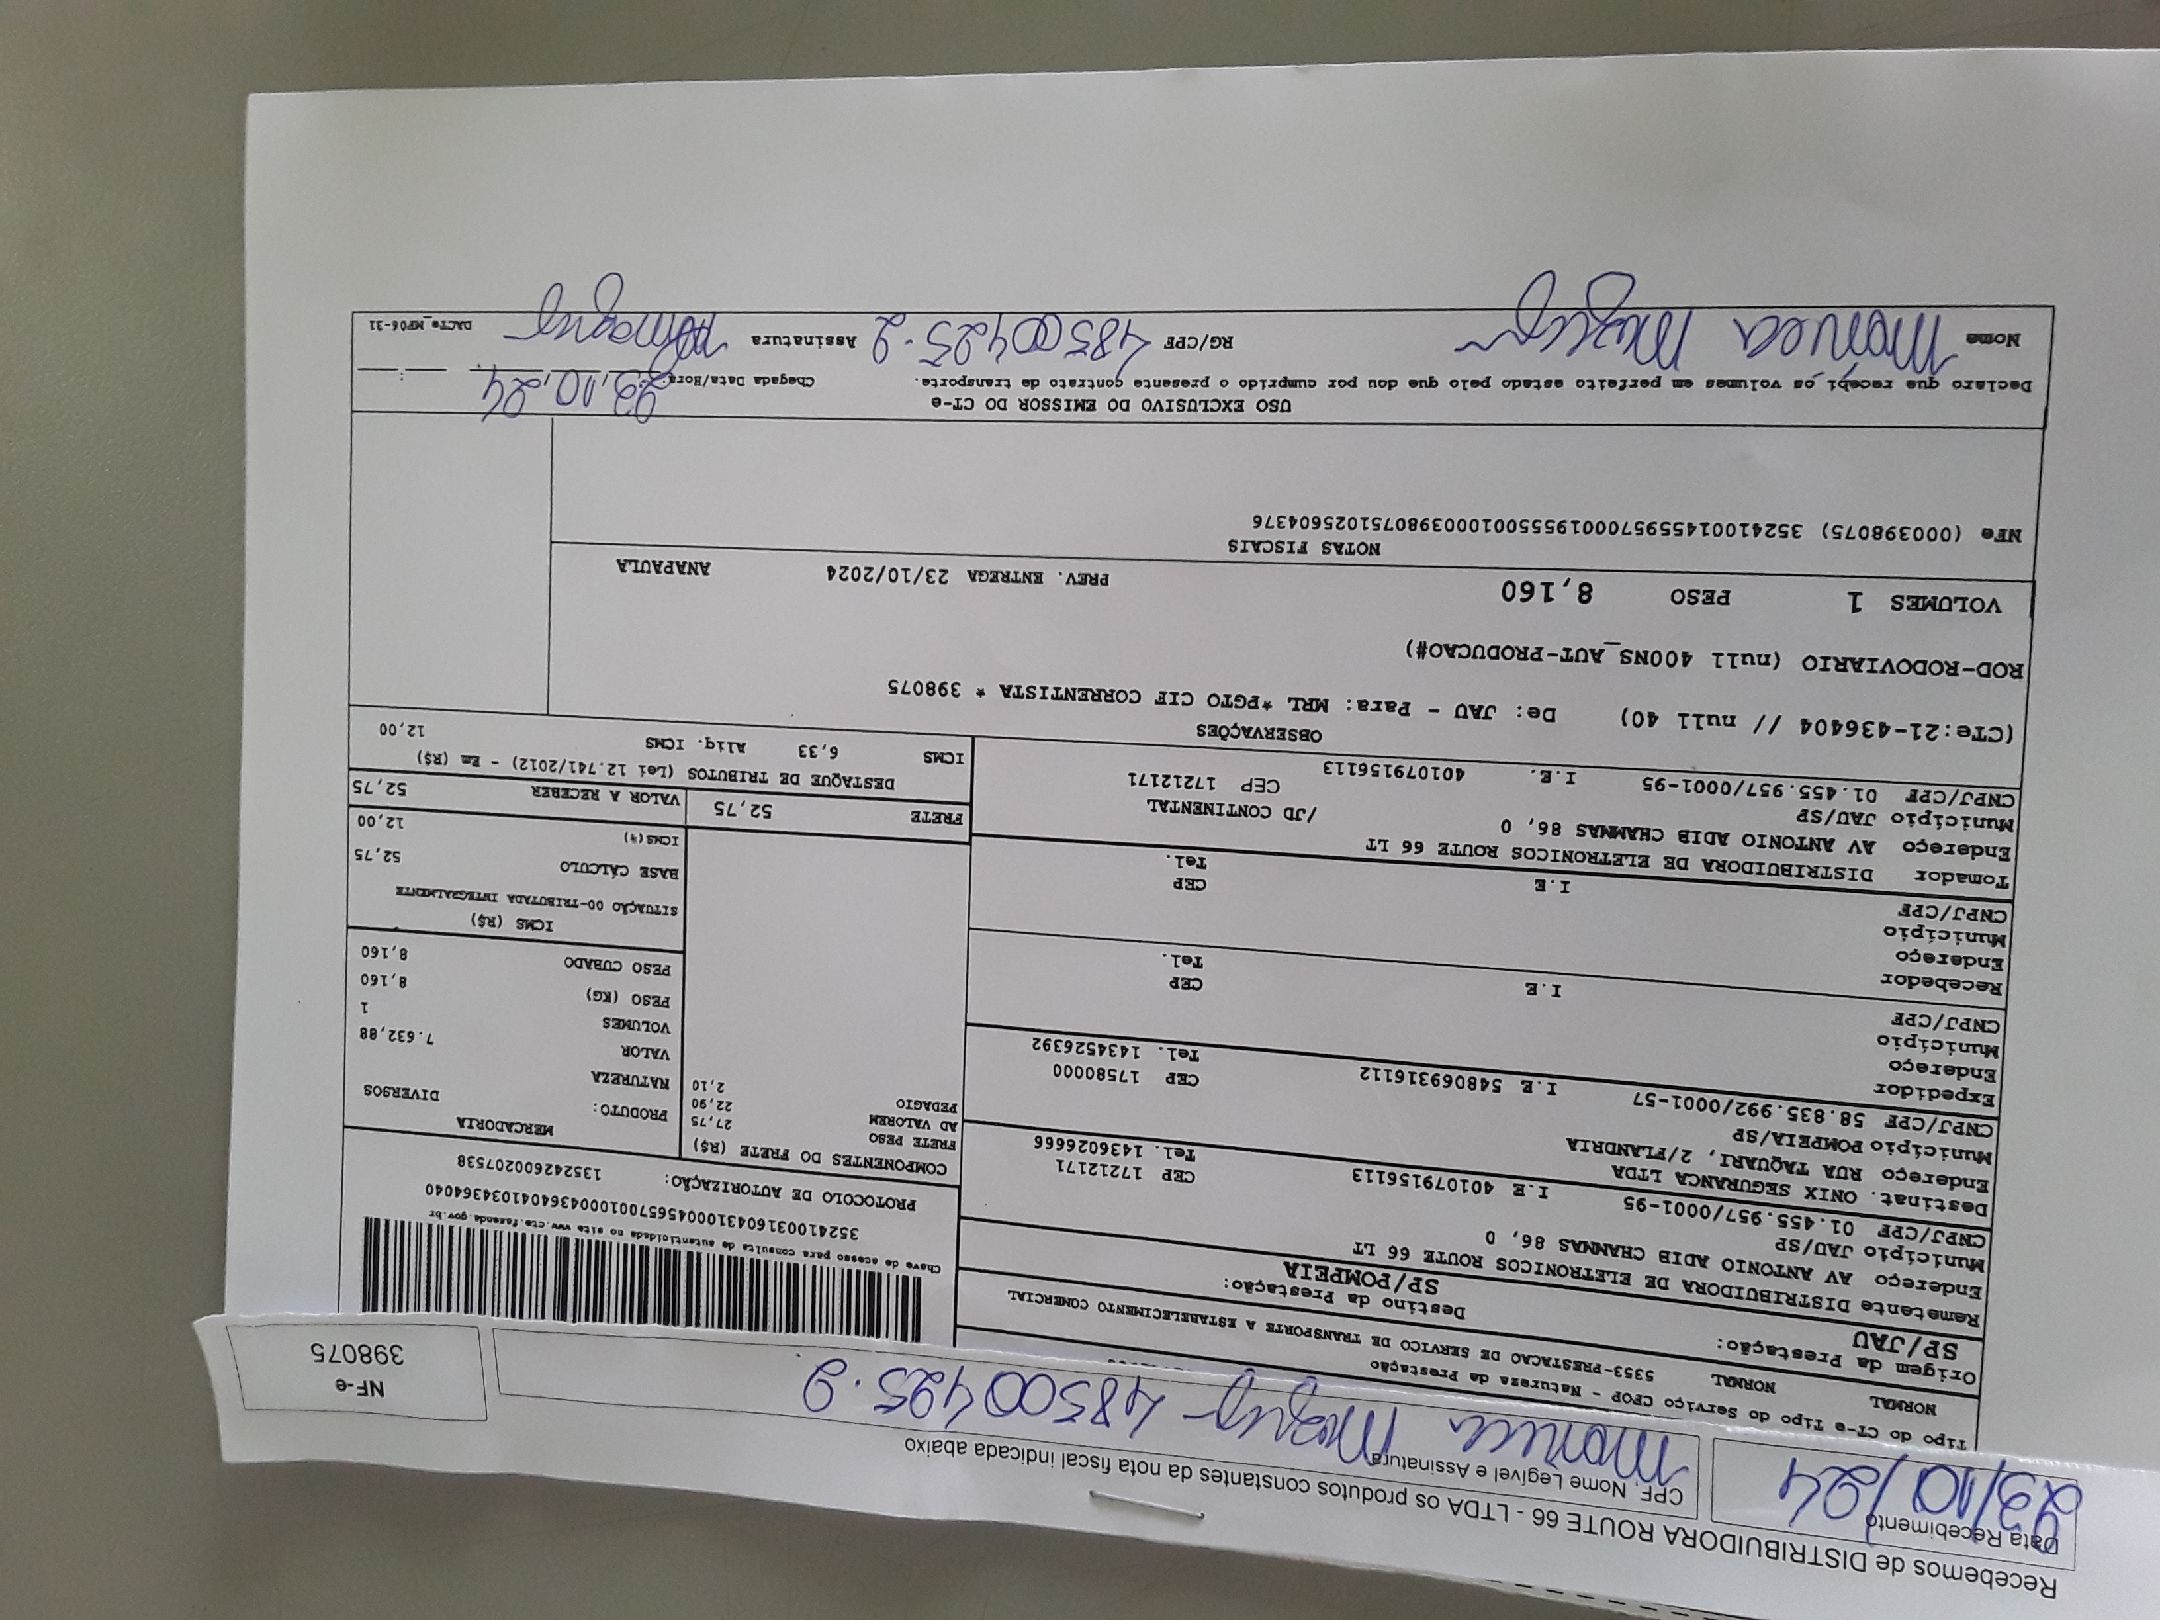 Recebemos de DISTRIBUIDORA ROUTE 66 - LTDA os produtos constantes da nota fiscal indicada abaixo
Data Recebimento
23/10/24
CPF, Nome Legível e Assinatura
Monica 48500425-2
NF-e
398075
Tipo do CT-e Tipo do Serviço CFOP - Natureza da Prestação
NORMAL NORMAL 5353-PRESTACAO DE SERVICO DE TRANSPORTE A ESTABELECIMENTO COMERCIAL
Origem da Prestação: Destino da Prestação:
SP/JAU SP/POMPEIA
Remetente DISTRIBUIDORA DE ELETRONICOS ROUTE 66 LT
Endereço AV ANTONIO ADIB CHAMMAS 86, 0
Município JAU/SP CEP 17212171
CNPJ/CPF 01.455.957/0001-95 I.E 401079156113 Tel. 1436026666
Destinat. ONIX SEGURANCA LTDA
Endereço RUA TAQUARI, 2/FLANDRIA
Município POMPEIA/SP CEP 17580000
CNPJ/CPF 58.835.992/0001-57 I.E 548069316112 Tel. 1434526392
Expedidor
Endereço
Município CEP
CNPJ/CPF I.E Tel.
Recebedor
Endereço
Município CEP
CNPJ/CPF I.E Tel.
Tomador DISTRIBUIDORA DE ELETRONICOS ROUTE 66 LT
Endereço AV ANTONIO ADIB CHAMMAS 86, 0 /JD CONTINENTAL
Município JAU/SP CEP 17212171
CNPJ/CPF 01.455.957/0001-95 I.E. 401079156113
Chave de acesso para consulta de autenticidade no site www.cte.fazenda.gov.br
35241003160431000456570010004364041034364040
PROTOCOLO DE AUTORIZAÇÃO: 135242600207538
COMPONENTES DO FRETE (R$)
FRETE PESO 27,75
AD VALOREM 22,90
PEDAGIO 2,10
MERCADORIA
PRODUTO: DIVERSOS
NATUREZA
VALOR 7.632,88
VOLUMES 1
PESO (KG) 8,160
PESO CUBADO 8,160
ICMS (R$)
SITUAÇÃO 00-TRIBUTADA INTEGRALMENTE
BASE CÁLCULO 52,75
ICMS(%) 12,00
FRETE 52,75 VALOR A RECEBER 52,75
DESTAQUE DE TRIBUTOS (Lei 12.741/2012) - Em (R$)
ICMS 6,33 Aliq. ICMS 12,00
OBSERVAÇÕES
(CTe:21-436404 // null 40) De: JAU - Para: MRL *PGTO CIF CORRENTISTA * 398075
ROD-RODOVIARIO (null 400NS_AUT-PRODUCAO#)
VOLUMES 1 PESO 8,160 PREV. ENTREGA 23/10/2024 ANAPAULA
NOTAS FISCAIS
NFe (000398075) 35241001455957000195550010003980751025604376
USO EXCLUSIVO DO EMISSOR DO CT-e
Declaro que recebi os volumes em perfeito estado pelo que dou por cumprido o presente contrato de transporte. Chegada Data/Hora: 23/10/24
Nome Monica RG/CPF 48500425-2 Assinatura DACTe_MF06-31